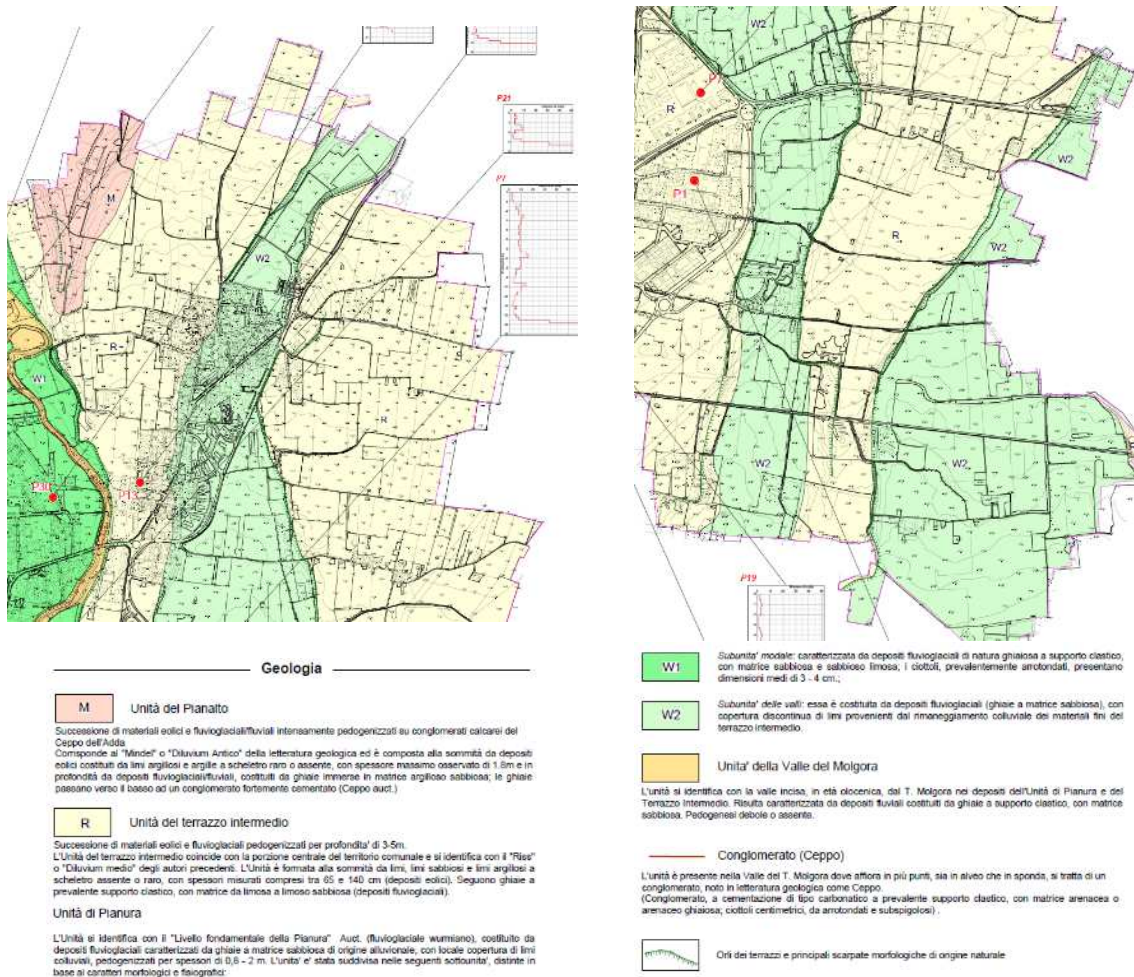 P21
P7
M
W2
R
W1
R
P30
P13
W2
P7
R
P1
W2
R
W2
W2
W2
P19
Geologia
M Unità del Pianalto
Successione di materiali eolici e fluvioglaciali/fluviali intensamente pedogenizzati su conglomerati calcarei del
Ceppo dell'Adda
Corrisponde al "Mindel" o "Diluvium Antico" della letteratura geologica ed è composta alla sommità da depositi
eolici costituiti da limi argillosi e argille a scheletro raro o assente, con spessore massimo osservato di 1.8m e in
profondità da depositi fluvioglaciali/fluviali, costituiti da ghiaie immerse in matrice argilloso sabbiosa; le ghiaie
passano verso il basso ad un conglomerato fortemente cementato (Ceppo auct.)
R Unità del terrazzo intermedio
Successione di materiali eolici e fluvioglaciali pedogenizzati per profondita' di 3-5m.
L'Unità del terrazzo intermedio coincide con la porzione centrale del territorio comunale e si identifica con il "Riss"
o "Diluvium medio" degli autori precedenti. L'Unità è formata alla sommità da limi, limi sabbiosi e limi argillosi a
scheletro assente o raro, con spessori misurati compresi tra 65 e 140 cm (depositi eolici). Seguono ghiaie a
prevalente supporto clastico, con matrice da limosa a limoso sabbiosa (depositi fluvioglaciali).
Unità di Pianura
L'Unità si identifica con il "Livello fondamentale della Pianura" Auct. (fluvioglaciale wurmiano), costituito da
depositi fluvioglaciali caratterizzati da ghiaie a matrice sabbiosa di origine alluvionale, con locale copertura di limi
colluviali, pedogenizzati per spessori di 0,6 - 2 m. L'unita' e' stata suddivisa nelle seguenti sottounita', distinte in
base ai caratteri morfologici e fisiografici:
W1 Subunita' modale: caratterizzata da depositi fluvioglaciali di natura ghiaiosa a supporto clastico,
con matrice sabbiosa e sabbioso limosa; i ciottoli, prevalentemente arrotondati, presentano
dimensioni medi di 3 - 4 cm.;
W2 Subunita' delle valli: essa è costituita da depositi fluvioglaciali (ghiaie a matrice sabbiosa), con
copertura discontinua di limi provenienti dal rimaneggiamento colluviale dei materiali fini del
terrazzo intermedio.
Unita' della Valle del Molgora
L'unità si identifica con la valle incisa, in età olocenica, dal T. Molgora nei depositi dell'Unità di Pianura e del
Terrazzo Intermedio. Risulta caratterizzata da depositi fluviali costituiti da ghiaie a supporto clastico, con matrice
sabbiosa. Pedogenesi debole o assente.
Conglomerato (Ceppo)
L'unità è presente nella Valle del T. Molgora dove affiora in più punti, sia in alveo che in sponda, si tratta di un
conglomerato, noto in letteratura geologica come Ceppo.
(Conglomerato, a cementazione di tipo carbonatico a prevalente supporto clastico, con matrice arenacea o
arenaceo ghiaiosa; ciottoli centimetrici, da arrotondati e subspigolosi) .
Orli dei terrazzi e principali scarpate morfologiche di origine naturale